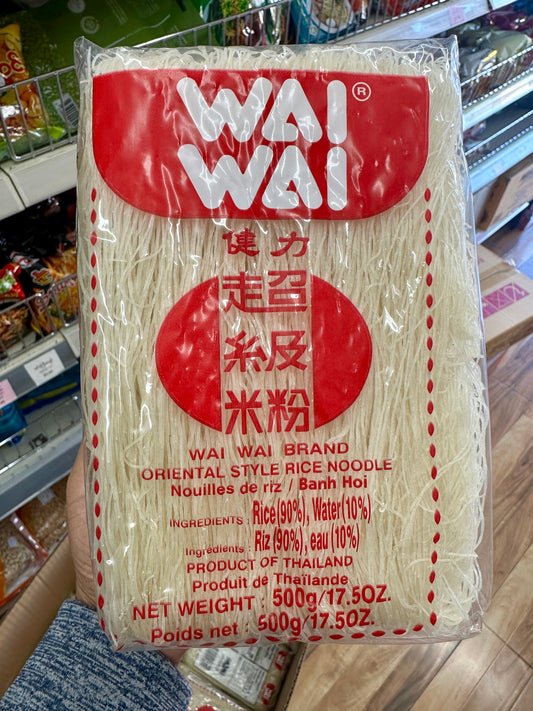 WAI®
WAI
健力
超
級
米粉
WAI WAI BRAND
ORIENTAL STYLE RICE NOODLE
Nouilles de riz / Banh Hoi
INGREDIENTS : Rice (90%), Water (10%)
Ingrédients : Riz (90%), eau (10%)
PRODUCT OF THAILAND
Produit de Thaïlande
NET WEIGHT : 500g/17.5OZ.
Poids net : 500g/17.5OZ.